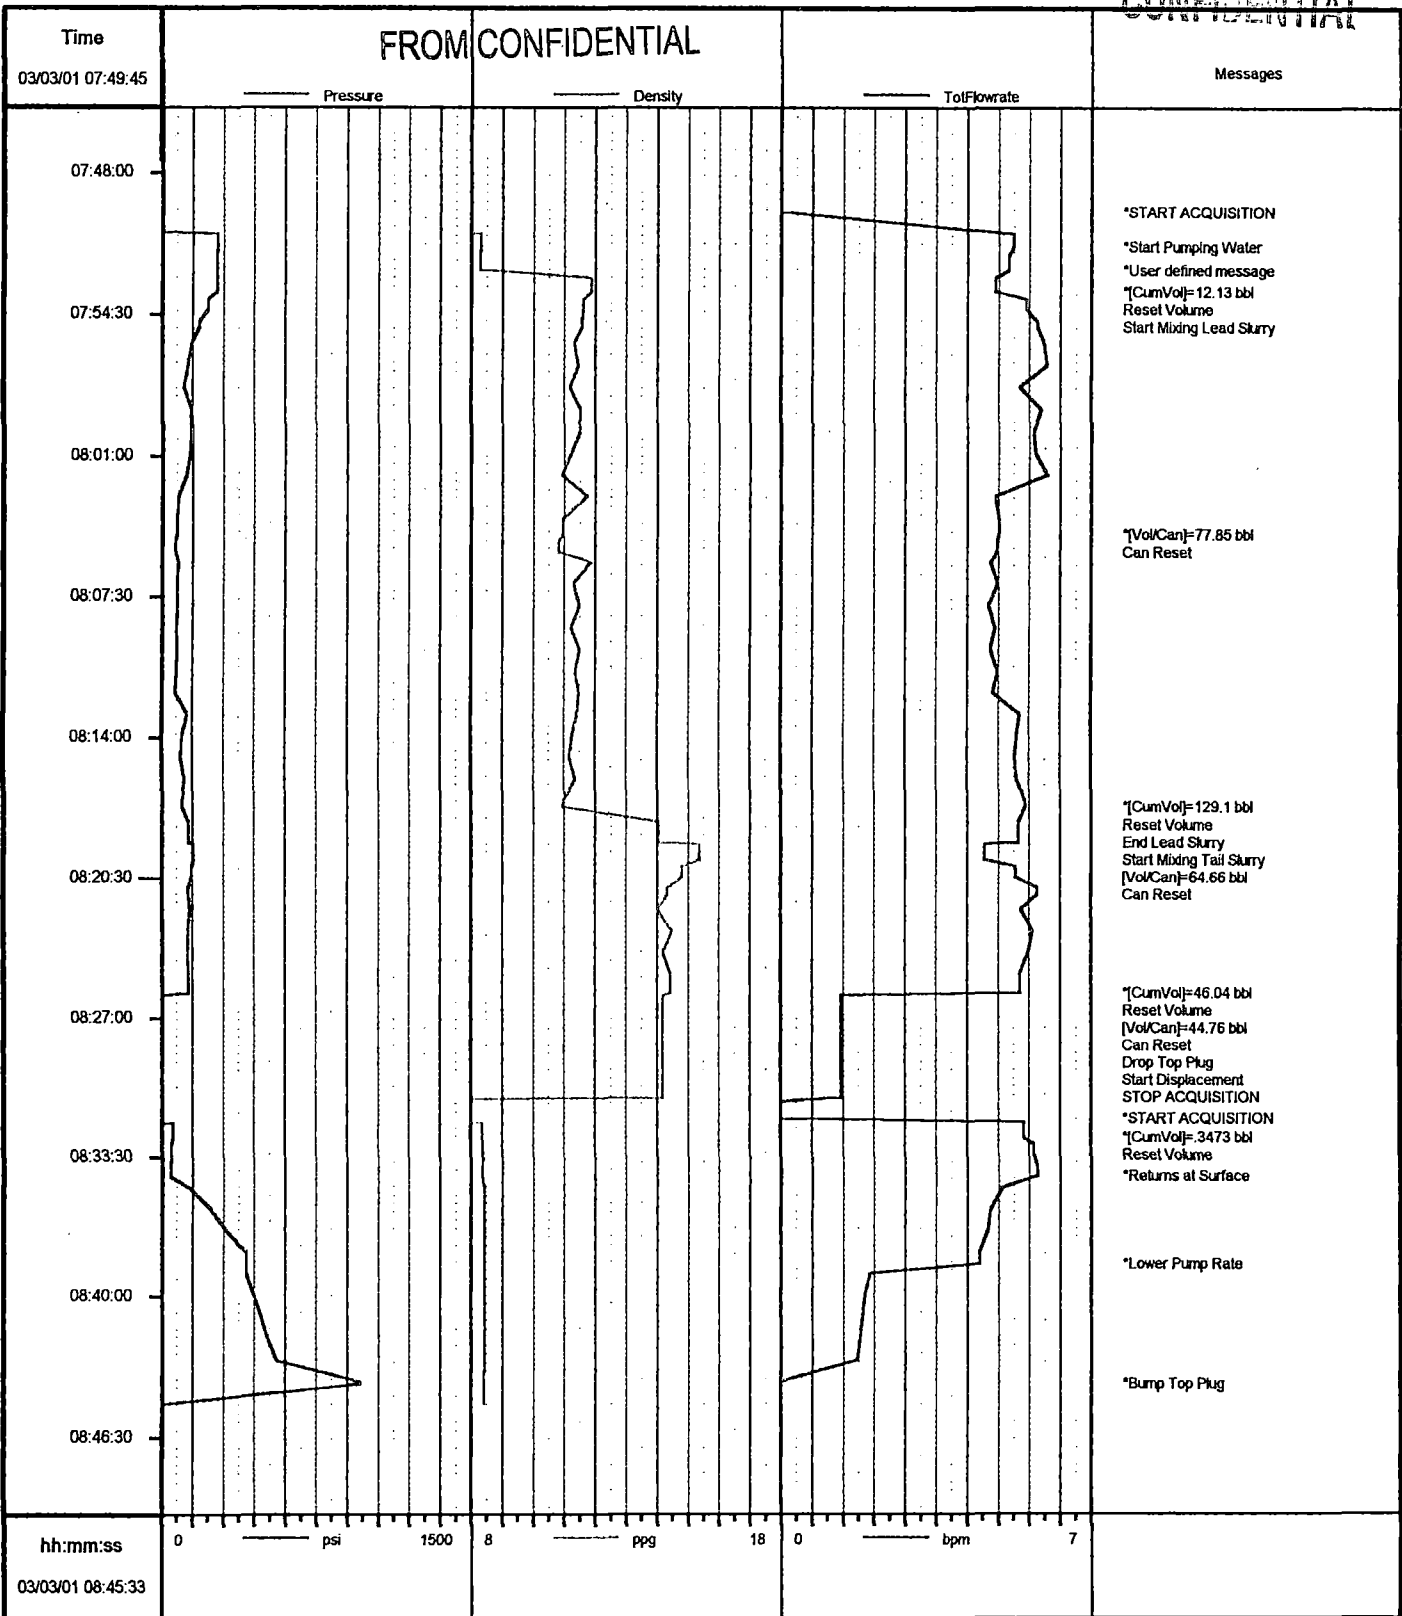 CONFIDENTIAL
Time
03/03/01 07:49:45
FROM CONFIDENTIAL
Pressure
Density
TotFlowrate
Messages
07:48:00
*START ACQUISITION
*Start Pumping Water
*User defined message
*[CumVol]=12.13 bbl
07:54:30
Reset Volume
Start Mixing Lead Slurry
08:01:00
*[Vol/Can]=77.85 bbl
Can Reset
08:07:30
08:14:00
*[CumVol]=129.1 bbl
Reset Volume
End Lead Slurry
Start Mixing Tail Slurry
08:20:30
[Vol/Can]=64.66 bbl
Can Reset
*[CumVol]=46.04 bbl
Reset Volume
08:27:00
[Vol/Can]=44.76 bbl
Can Reset
Drop Top Plug
Start Displacement
STOP ACQUISITION
*START ACQUISITION
*[CumVol]=.3473 bbl
08:33:30
Reset Volume
*Returns at Surface
*Lower Pump Rate
08:40:00
*Bump Top Plug
08:46:30
hh:mm:ss
0 psi 1500
8 ppg 18
0 bpm 7
03/03/01 08:45:33